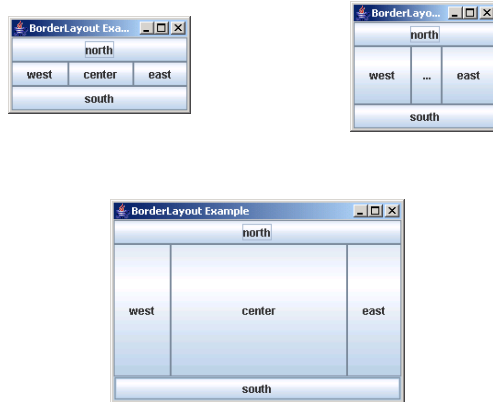 BorderLayout Exa...
north
west center east
south
BorderLayo...
north
west ... east
south
BorderLayout Example
north
west center east
south